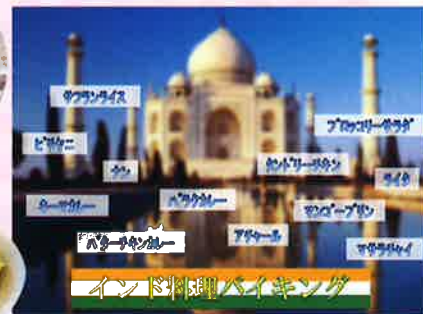 サフランライス
ブロッコリーサラダ
ビリヤニ
ナン
タンドリーチキン
ライタ
キーマカレー
パラクカレー
マンゴープリン
バターチキンカレー
アチャール
マサラチャイ
インド料理バイキング